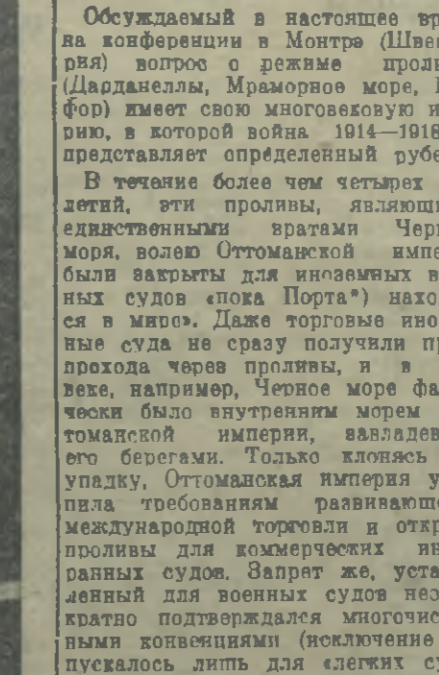 Обсуждаемый в настоящее вр
на конференции в Монтрэ (Шве
рия) вопрос о режиме проли
(Дарданеллы, Мраморное море,
фор) имеет свою многовековую и
рию, в которой война 1914—1918
представляет определенный рубе
В течение более чем четырех
летий, эти проливы, являющи
единственными вратами Чер
моря, волею Оттоманской импе
были закрыты для иноземных в
ных судов «пока Порта*) нахо
ся в мире». Даже торговые ино
ные суда не сразу получили п
прохода через проливы, и в
веке, например, Черное море фа
чески было внутренним морем
томанской империи, завладев
его берегами. Только клонясь
упадку, Оттоманская империя у
пила требованиям развивающе
международной торговли и откр
проливы для коммерческих ин
ранных судов. Запрет же, уста
ленный для военных судов нео
кратно подтверждался многочис
ными конвенциями (исключение
пускалось лишь для «легких су